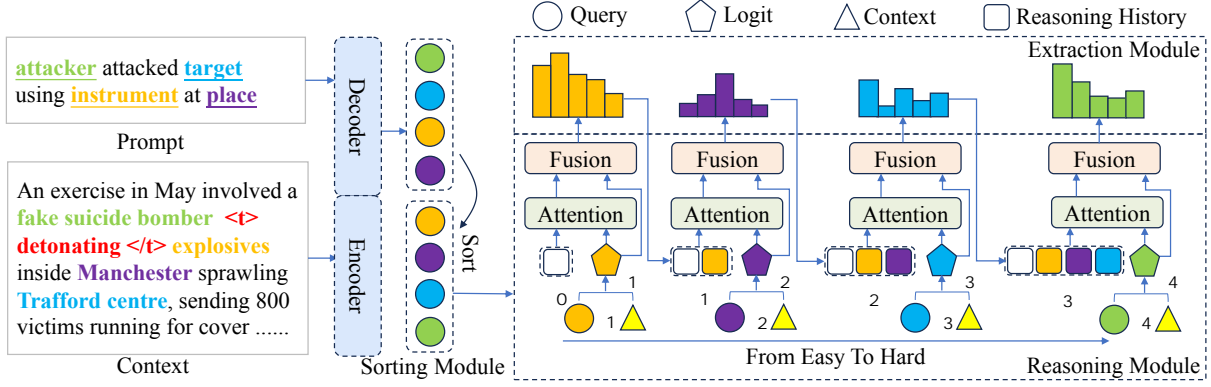 Query
Logit
Context
Reasoning History
attacker attacked target
using instrument at place
Prompt
An exercise in May involved a
fake suicide bomber <t>
detonating </t> explosives
inside Manchester sprawling
Trafford centre, sending 800
victims running for cover ......
Context
Decoder
Encoder
Sort
Sorting Module
Extraction Module
Fusion
Fusion
Fusion
Fusion
Attention
Attention
Attention
Attention
0
1
1
1
2
2
2
3
3
3
4
4
From Easy To Hard
Reasoning Module